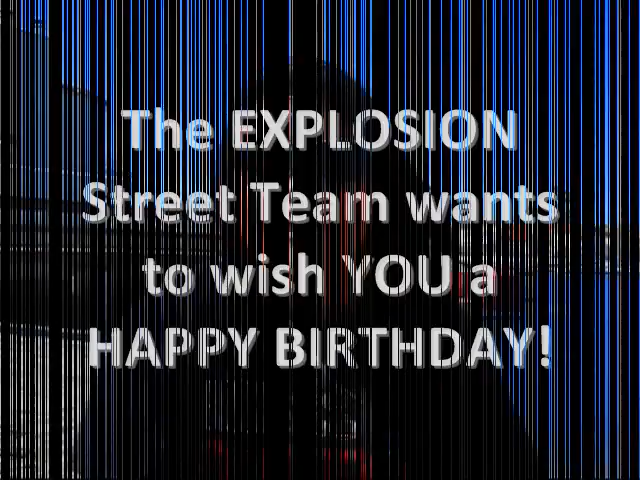 The EXPLOSION
Street Team wants
to wish YOU a
HAPPY BIRTHDAY!